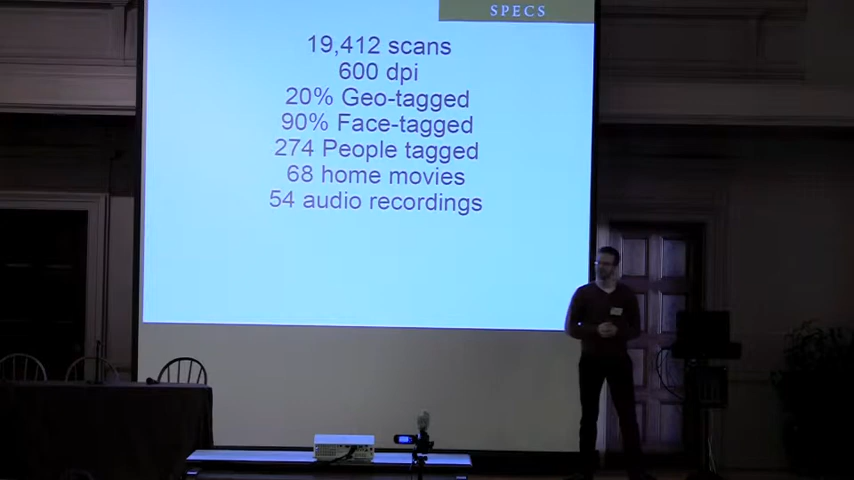 SPECS
19,412 scans
600 dpi
20% Geo-tagged
90% Face-tagged
274 People tagged
68 home movies
54 audio recordings